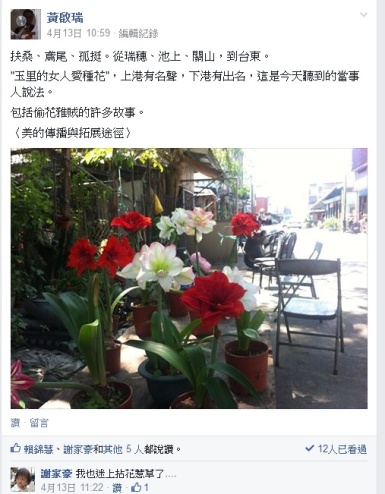 黃啟瑞
4月13日 10:59 · 編輯紀錄
扶桑、鳶尾、孤挺。從瑞穗、池上、關山，到台東。
"玉里的女人愛種花"，上港有名聲，下港有出名，這是今天聽到的當事
人說法。
包括偷花雅賊的許多故事。
〈美的傳播與拓展途徑〉
讚 · 留言
賴錦慧、謝家豪和其他 5 人都說讚。 ✓ 12人已看過
謝家豪 我也迷上拈花惹草了....
4月13日 11:22 · 讚 · 1